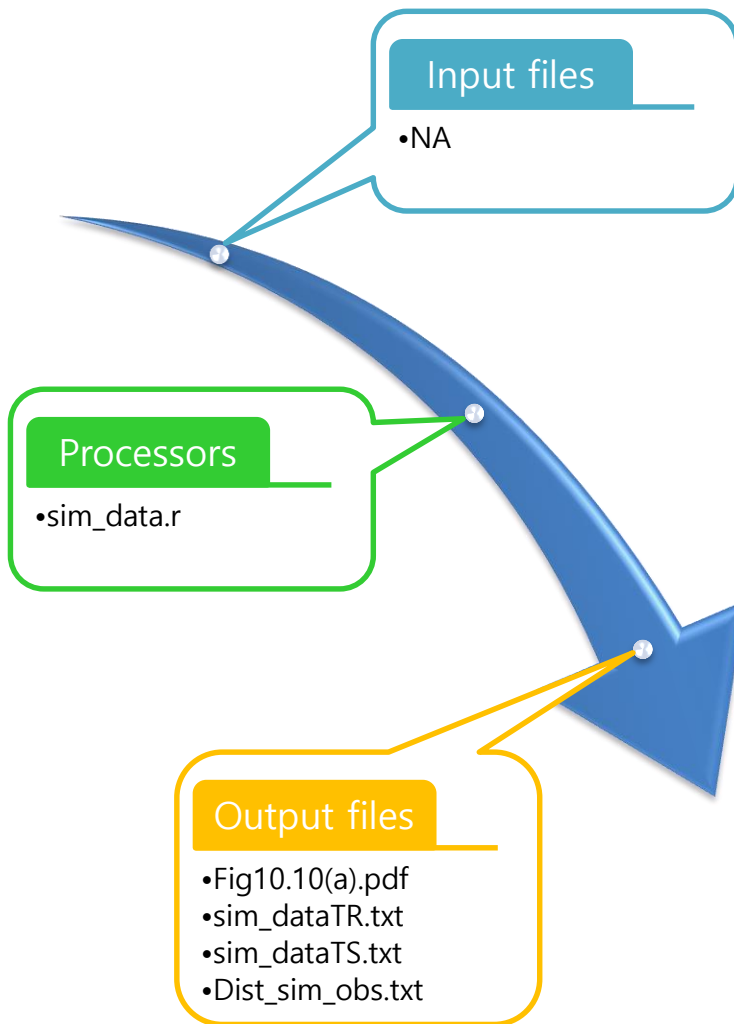 Input files
•NA
Processors
•sim_data.r
Output files
•Fig10.10(a).pdf
•sim_dataTR.txt
•sim_dataTS.txt
•Dist_sim_obs.txt